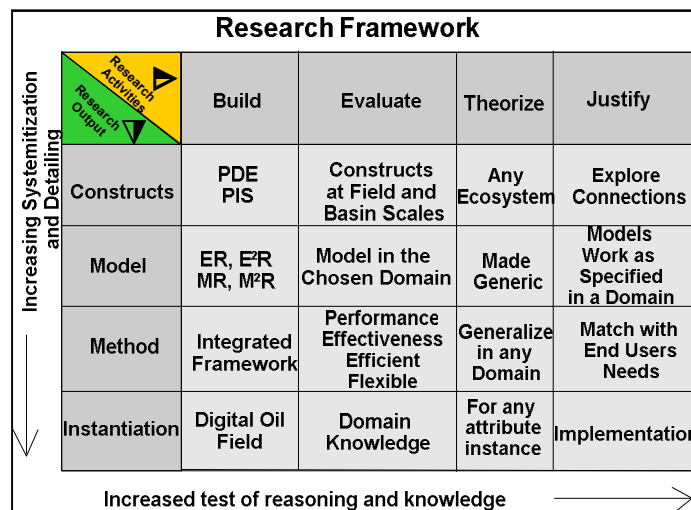 Research Framework
Research
Activities
Research
Output
Build
Evaluate
Theorize
Justify
Constructs
PDE
PIS
Constructs
at Field and
Basin Scales
Any
Ecosystem
Explore
Connections
Model
ER, E²R
MR, M²R
Model in the
Chosen Domain
Made
Generic
Models
Work as
Specified
in a Domain
Method
Integrated
Framework
Performance
Effectiveness
Efficient
Flexible
Generalize
in any
Domain
Match with
End Users
Needs
Instantiation
Digital Oil
Field
Domain
Knowledge
For any
attribute
instance
Implementation
Increasing Systemitization
and Detailing
Increased test of reasoning and knowledge